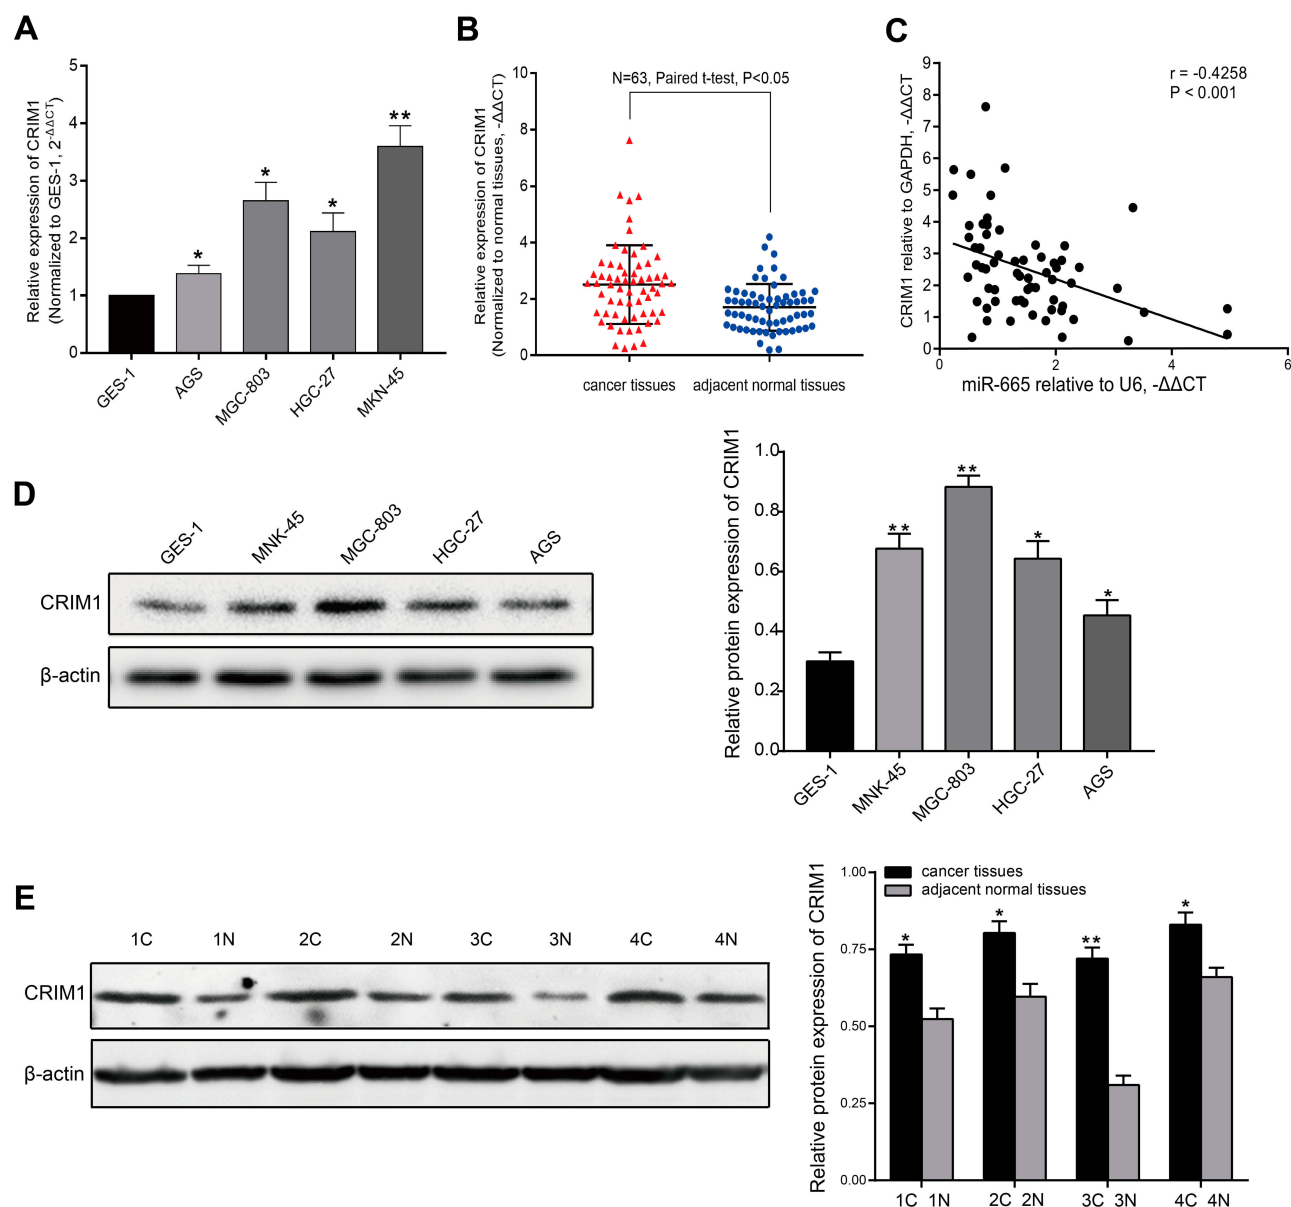 A
Relative expression of CRIM1
(Normalized to GES-1, 2^-ΔΔCT)
5
4
3
2
1
0
*
*
*
**
GES-1
AGS
MGC-803
HGC-27
MKN-45
B
Relative expression of CRIM1
(Normalized to normal tissues, -ΔΔCT)
N=63, Paired t-test, P<0.05
10
8
6
4
2
0
cancer tissues
adjacent normal tissues
C
CRIM1 relative to GAPDH, -ΔΔCT
r = -0.4258
P < 0.001
9
8
7
6
5
4
3
2
1
0
0 2 4 6
miR-665 relative to U6, -ΔΔCT
D
GES-1
MNK-45
MGC-803
HGC-27
AGS
CRIM1
β-actin
Relative protein expression of CRIM1
1.0
0.8
0.6
0.4
0.2
0.0
**
**
*
*
GES-1
MNK-45
MGC-803
HGC-27
AGS
E
1C 1N 2C 2N 3C 3N 4C 4N
CRIM1
β-actin
Relative protein expression of CRIM1
cancer tissues
adjacent normal tissues
1.00
0.75
0.50
0.25
0.00
*
*
**
*
1C 1N 2C 2N 3C 3N 4C 4N